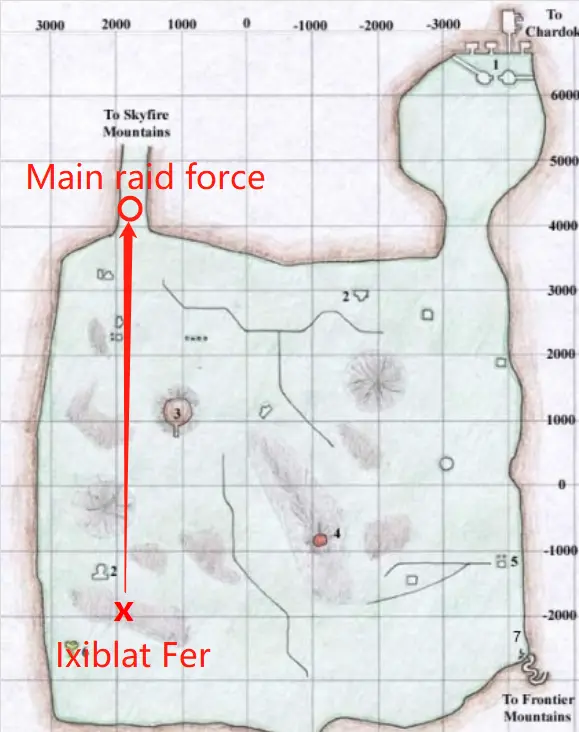 To
Chardok
3000 2000 1000 0 -1000 -2000 -3000
1
6000
To Skyfire
Mountains
5000
Main raid force
4000
2
3000
2000
3
1000
0
4
-1000
5
2
X
-2000
Ixiblat Fer
7
To Frontier
Mountains